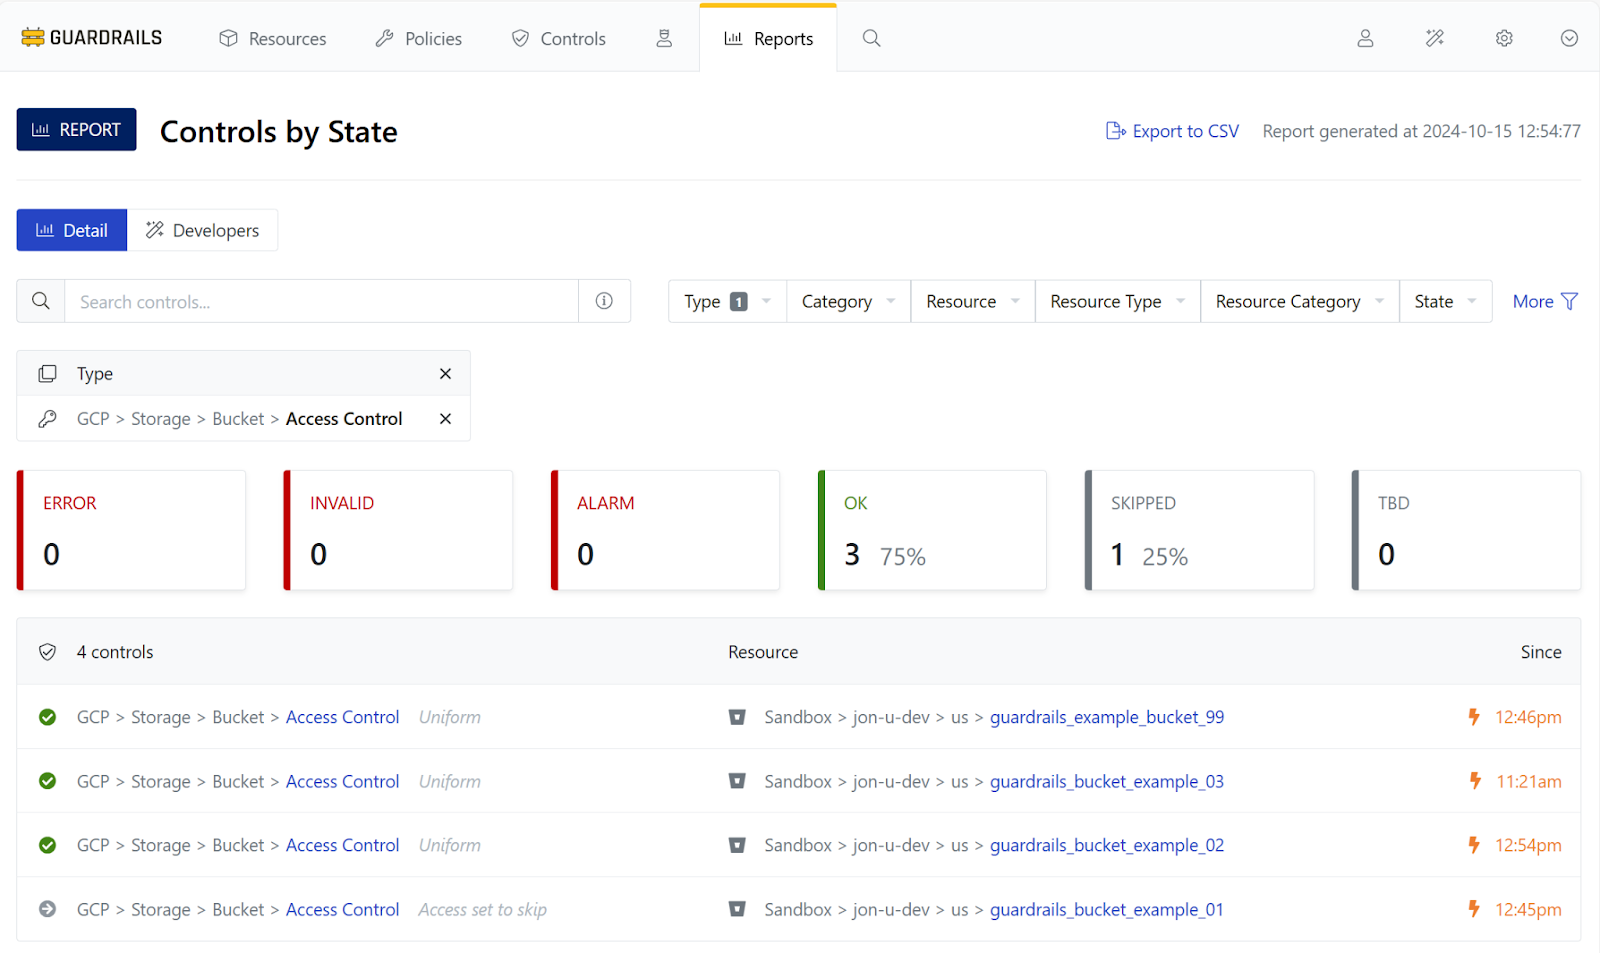 GUARDRAILS Resources Policies Controls Reports
REPORT Controls by State Export to CSV Report generated at 2024-10-15 12:54:77
Detail Developers
Search controls... Type 1 Category Resource Resource Type Resource Category State More
Type
GCP > Storage > Bucket > Access Control
ERROR INVALID ALARM OK SKIPPED TBD
0 0 0 3 75% 1 25% 0
4 controls Resource Since
GCP > Storage > Bucket > Access Control Uniform Sandbox > jon-u-dev > us > guardrails_example_bucket_99 12:46pm
GCP > Storage > Bucket > Access Control Uniform Sandbox > jon-u-dev > us > guardrails_bucket_example_03 11:21am
GCP > Storage > Bucket > Access Control Uniform Sandbox > jon-u-dev > us > guardrails_bucket_example_02 12:54pm
GCP > Storage > Bucket > Access Control Access set to skip Sandbox > jon-u-dev > us > guardrails_bucket_example_01 12:45pm